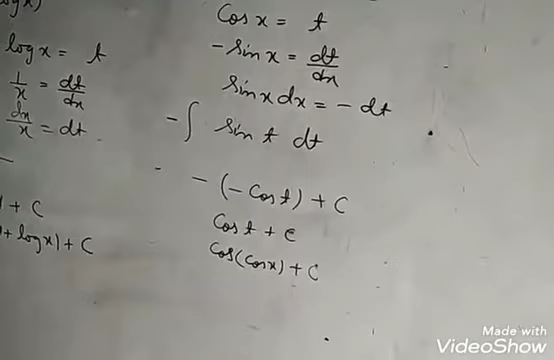 log x)
log x = t
1/x = dt/dx
dx/x = dt
+ C
+ log x) + C
Cos x = t
- sin x = dt/dx
sin x dx = - dt
- ∫ sin t dt
- (- Cos t) + C
Cos t + C
Cos(Cos x) + C
Made with
VideoShow